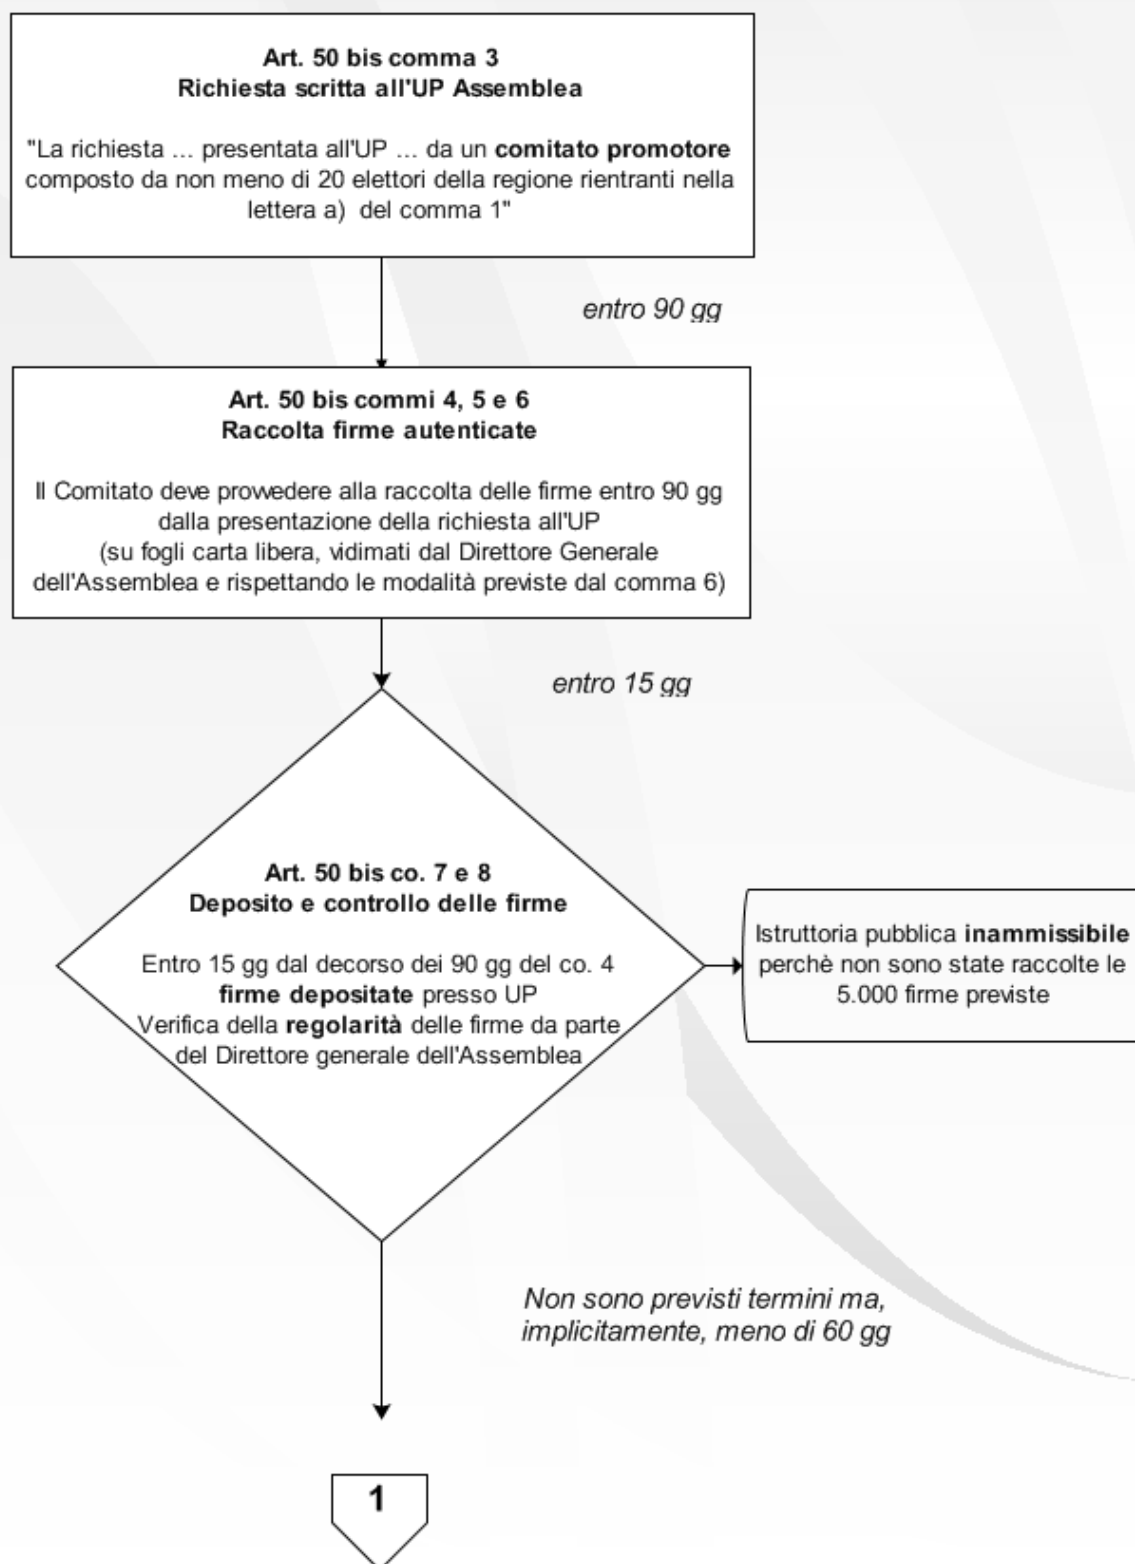 Art. 50 bis comma 3
Richiesta scritta all'UP Assemblea
"La richiesta ... presentata all'UP ... da un comitato promotore
composto da non meno di 20 elettori della regione rientranti nella
lettera a) del comma 1"
entro 90 gg
Art. 50 bis commi 4, 5 e 6
Raccolta firme autenticate
Il Comitato deve provvedere alla raccolta delle firme entro 90 gg
dalla presentazione della richiesta all'UP
(su fogli carta libera, vidimati dal Direttore Generale
dell'Assemblea e rispettando le modalità previste dal comma 6)
entro 15 gg
Art. 50 bis co. 7 e 8
Deposito e controllo delle firme
Entro 15 gg dal decorso dei 90 gg del co. 4
firme depositate presso UP
Verifica della regolarità delle firme da parte
del Direttore generale dell'Assemblea
Istruttoria pubblica inammissibile
perchè non sono state raccolte le
5.000 firme previste
Non sono previsti termini ma,
implicitamente, meno di 60 gg
1